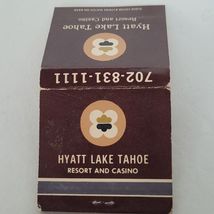 Hyatt Lake Tahoe
Resort and Casino
702-831-1111
HYATT LAKE TAHOE
RESORT AND CASINO